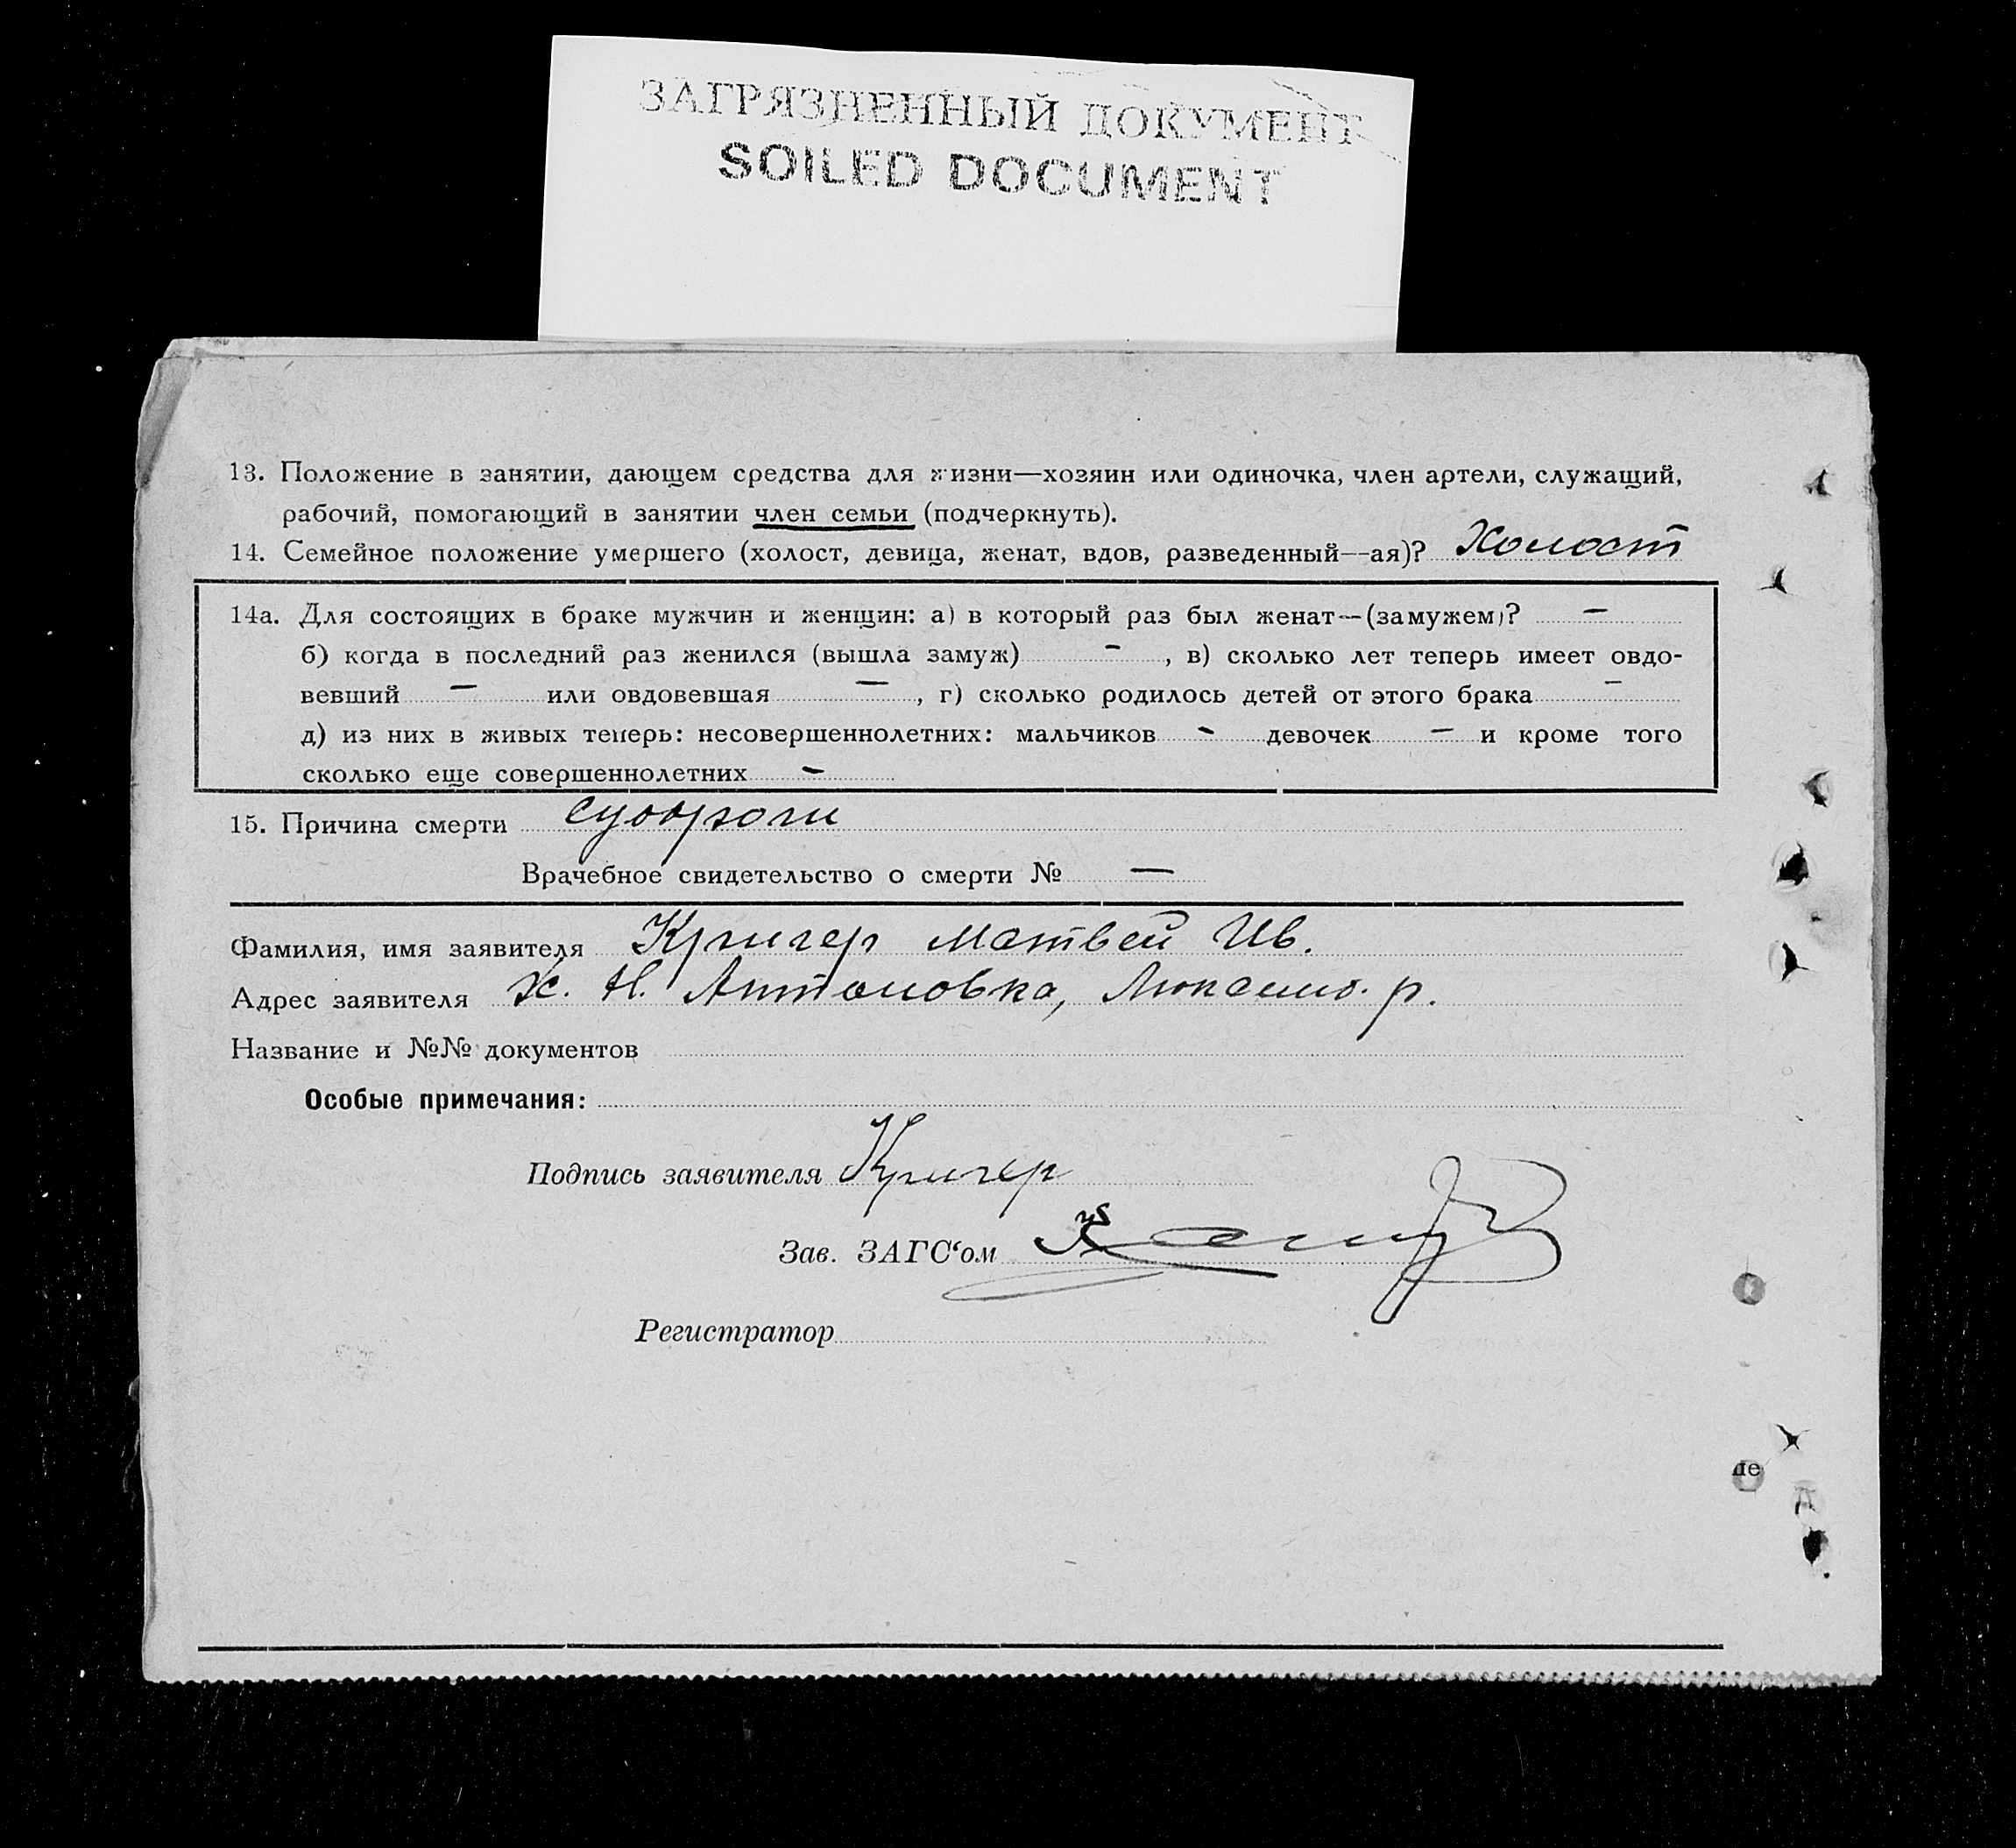 ЗАГРЯЗНЕННЫЙ ДОКУМЕНТ
SOILED DOCUMENT
13. Положение в занятии, дающем средства для жизни—хозяин или одиночка, член артели, служащий,
рабочий, помогающий в занятии член семьи (подчеркнуть).
14. Семейное положение умершего (холост, девица, женат, вдов, разведенный—ая)? Холост
14а. Для состоящих в браке мужчин и женщин: а) в который раз был женат—(замужем)? —
б) когда в последний раз женился (вышла замуж) — , в) сколько лет теперь имеет овдо-
вевший — или овдовевшая — , г) сколько родилось детей от этого брака —
д) из них в живых теперь: несовершеннолетних: мальчиков - девочек — и кроме того
сколько еще совершеннолетних -
15. Причина смерти судороги
Врачебное свидетельство о смерти № —
Фамилия, имя заявителя Кригер Матвей Ив.
Адрес заявителя х. Н. Антоновка, р.
Название и №№ документов
Особые примечания:
Подпись заявителя Кригер
Зав. ЗАГС‘ом
Регистратор
ие